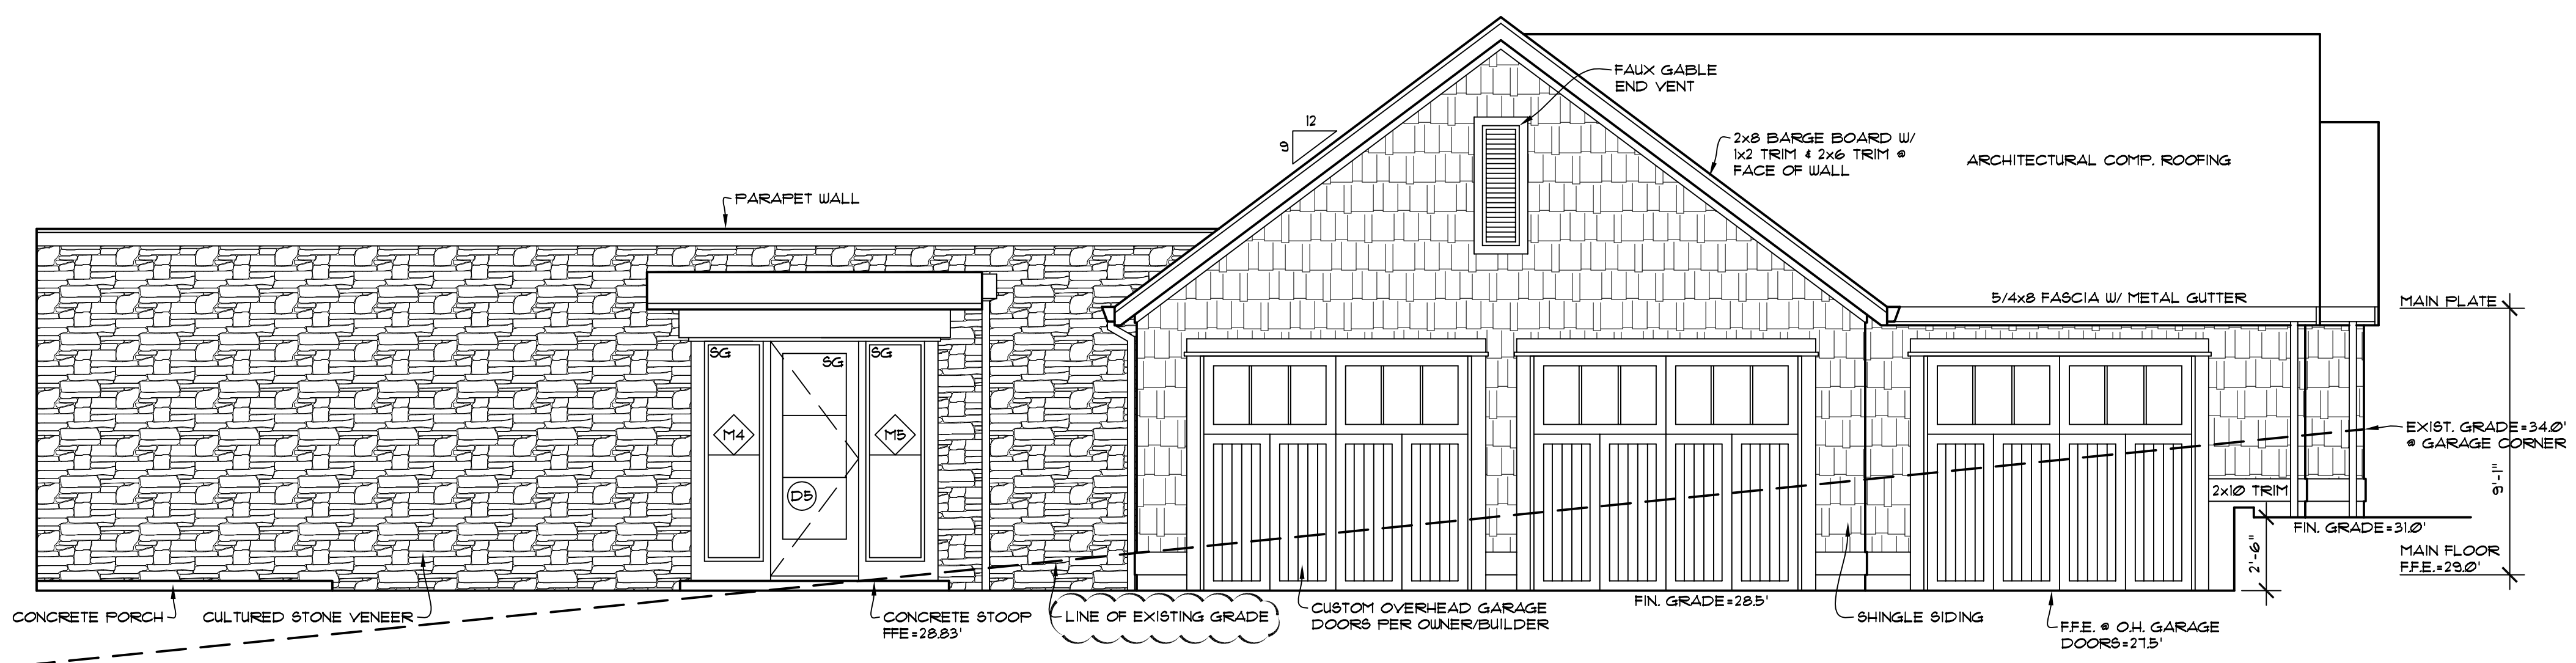 FAUX GABLE
END VENT
12
9
2x8 BARGE BOARD W/
1x2 TRIM & 2x6 TRIM @
FACE OF WALL
ARCHITECTURAL COMP. ROOFING
PARAPET WALL
5/4x8 FASCIA W/ METAL GUTTER
MAIN PLATE
SG
SG
SG
M4
M5
D5
EXIST. GRADE=34.0'
@ GARAGE CORNER
9'-1"
2x10 TRIM
FIN. GRADE=31.0'
2'-6"
MAIN FLOOR
F.F.E.=29.0'
CONCRETE PORCH
CULTURED STONE VENEER
CONCRETE STOOP
FFE=28.83'
LINE OF EXISTING GRADE
CUSTOM OVERHEAD GARAGE
DOORS PER OWNER/BUILDER
FIN. GRADE=28.5'
SHINGLE SIDING
F.F.E. @ O.H. GARAGE
DOORS=27.5'